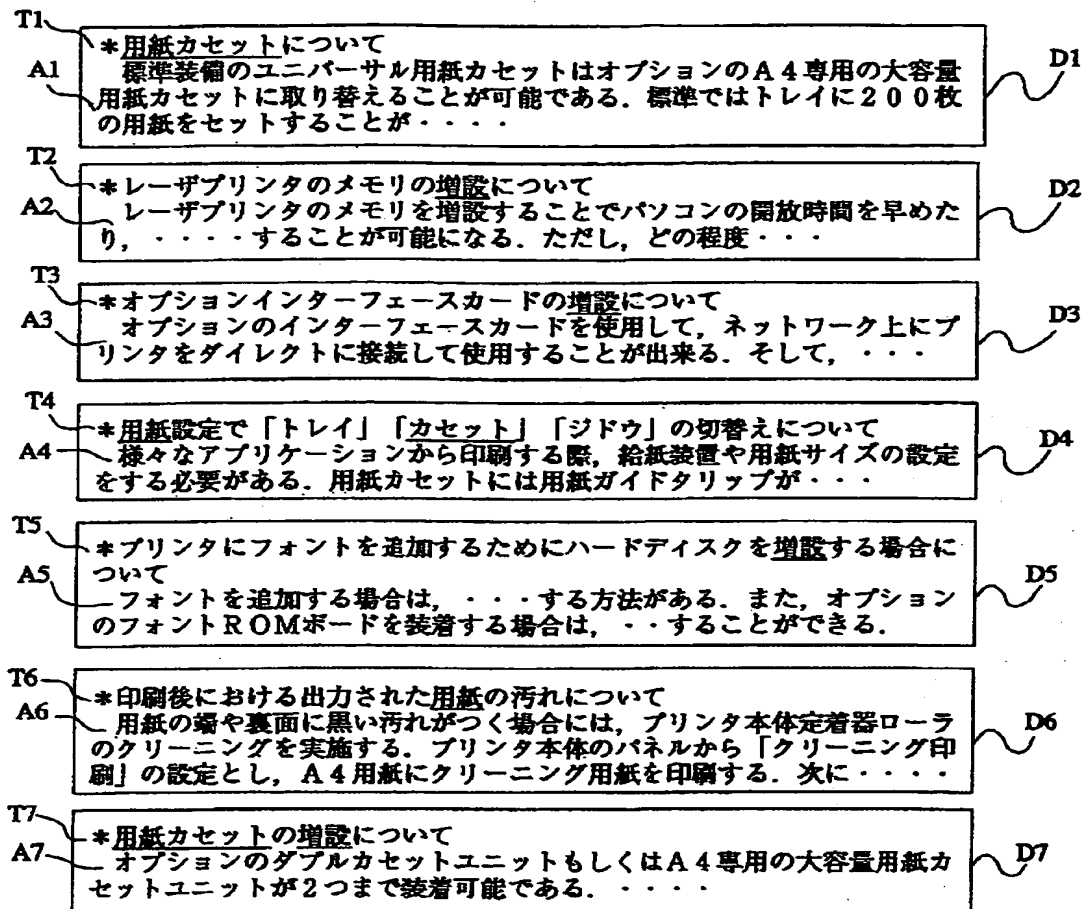 T1
*用紙カセットについて
A1
標準装備のユニバーサル用紙カセットはオプションのA4専用の大容量
用紙カセットに取り替えることが可能である．標準ではトレイに200枚
の用紙をセットすることが・・・・
D1
T2
*レーザプリンタのメモリの増設について
A2
レーザプリンタのメモリを増設することでパソコンの開放時間を早めた
り，・・・・することが可能になる．ただし，どの程度・・・
D2
T3
*オプションインターフェースカードの増設について
A3
オプションのインターフェースカードを使用して，ネットワーク上にプ
リンタをダイレクトに接続して使用することが出来る．そして，・・・
D3
T4
*用紙設定で「トレイ」「カセット」「ジドウ」の切替えについて
A4
様々なアプリケーションから印刷する際，給紙装置や用紙サイズの設定
をする必要がある．用紙カセットには用紙ガイドクリップが・・・
D4
T5
*プリンタにフォントを追加するためにハードディスクを増設する場合に
ついて
A5
フォントを追加する場合は，・・・する方法がある．また，オプション
のフォントROMボードを装着する場合は，・・することができる．
D5
T6
*印刷後における出力された用紙の汚れについて
A6
用紙の端や裏面に黒い汚れがつく場合には，プリンタ本体定着器ローラ
のクリーニングを実施する．プリンタ本体のパネルから「クリーニング印
刷」の設定とし，A4用紙にクリーニング用紙を印刷する．次に・・・・
D6
T7
*用紙カセットの増設について
A7
オプションのダブルカセットユニットもしくはA4専用の大容量用紙カ
セットユニットが2つまで装着可能である．・・・・
D7